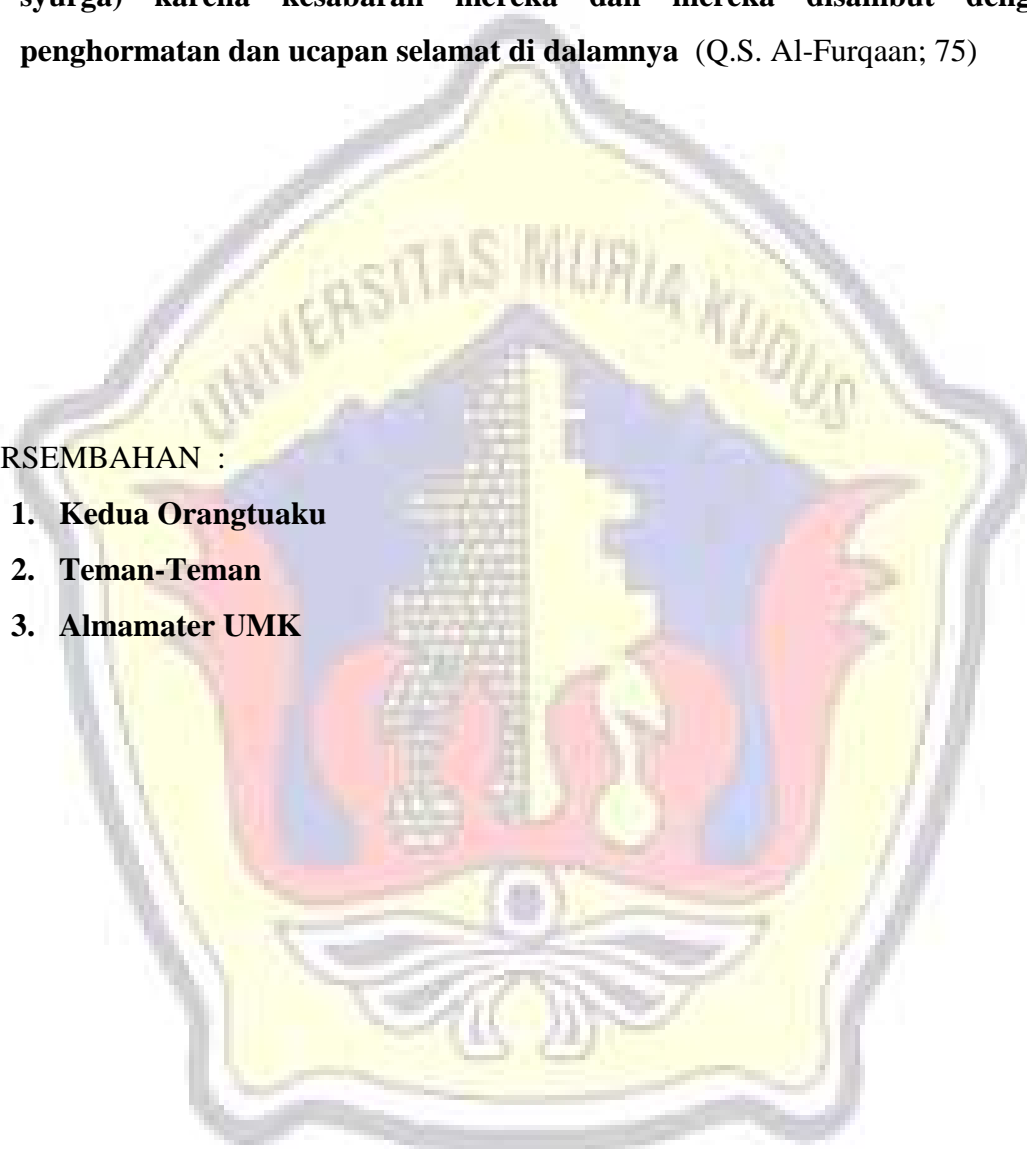 syurga) karena kesabaran mereka dan mereka disambut deng
penghormatan dan ucapan selamat di dalamnya (Q.S. Al-Furqaan; 75)
UNIVERSITAS MURIA KUDUS
RSEMBAHAN :
1. Kedua Orangtuaku
2. Teman-Teman
3. Almamater UMK